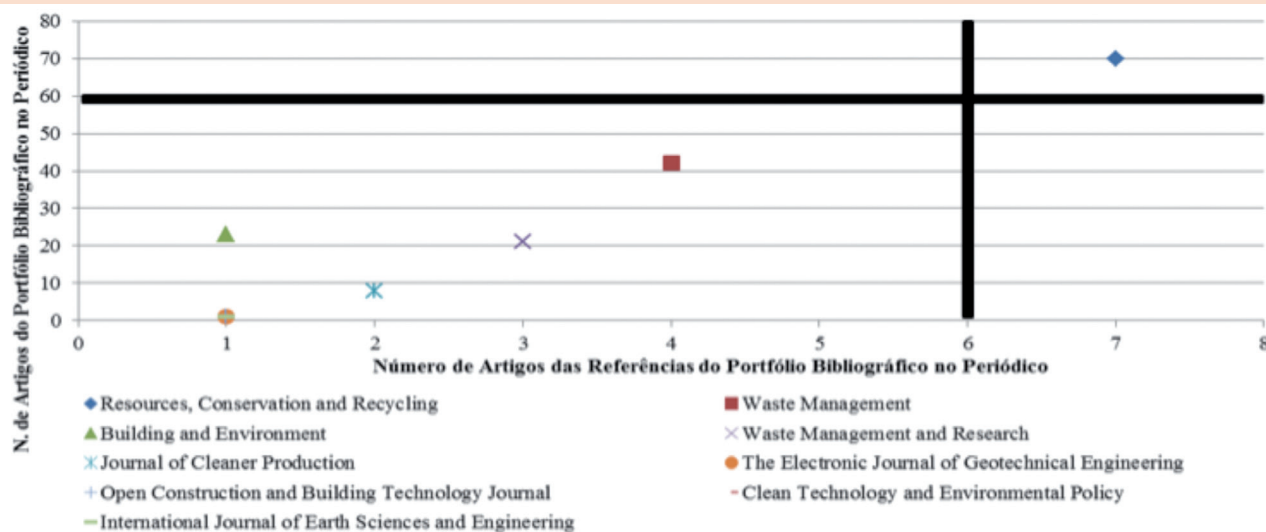 N. de Artigos do Portfólio Bibliográfico no Periódico
80
70
60
50
40
30
20
10
0
0 1 2 3 4 5 6 7 8
Número de Artigos das Referências do Portfólio Bibliográfico no Periódico
Resources, Conservation and Recycling
Waste Management
Building and Environment
Waste Management and Research
Journal of Cleaner Production
The Electronic Journal of Geotechnical Engineering
Open Construction and Building Technology Journal
Clean Technology and Environmental Policy
International Journal of Earth Sciences and Engineering